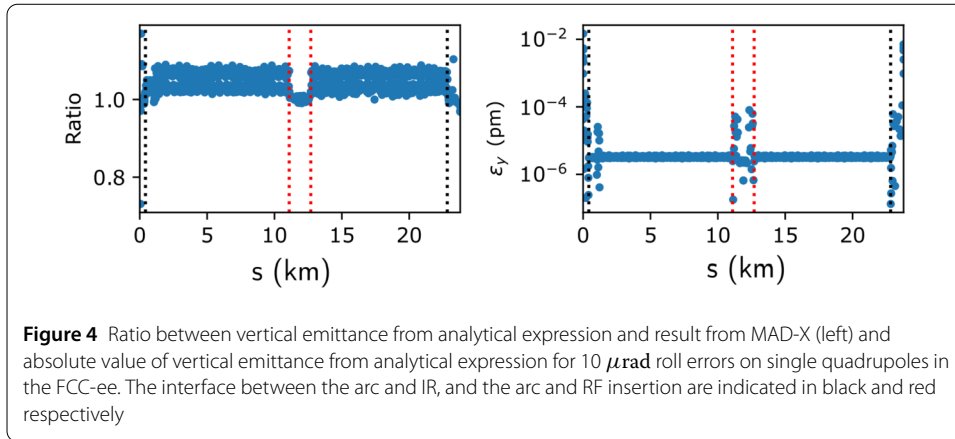 Ratio
1.0
0.8
0
5
10
15
20
s (km)
εy (pm)
10⁻²
10⁻⁴
10⁻⁶
0
5
10
15
20
s (km)
Figure 4 Ratio between vertical emittance from analytical expression and result from MAD-X (left) and
absolute value of vertical emittance from analytical expression for 10 μrad roll errors on single quadrupoles in
the FCC-ee. The interface between the arc and IR, and the arc and RF insertion are indicated in black and red
respectively